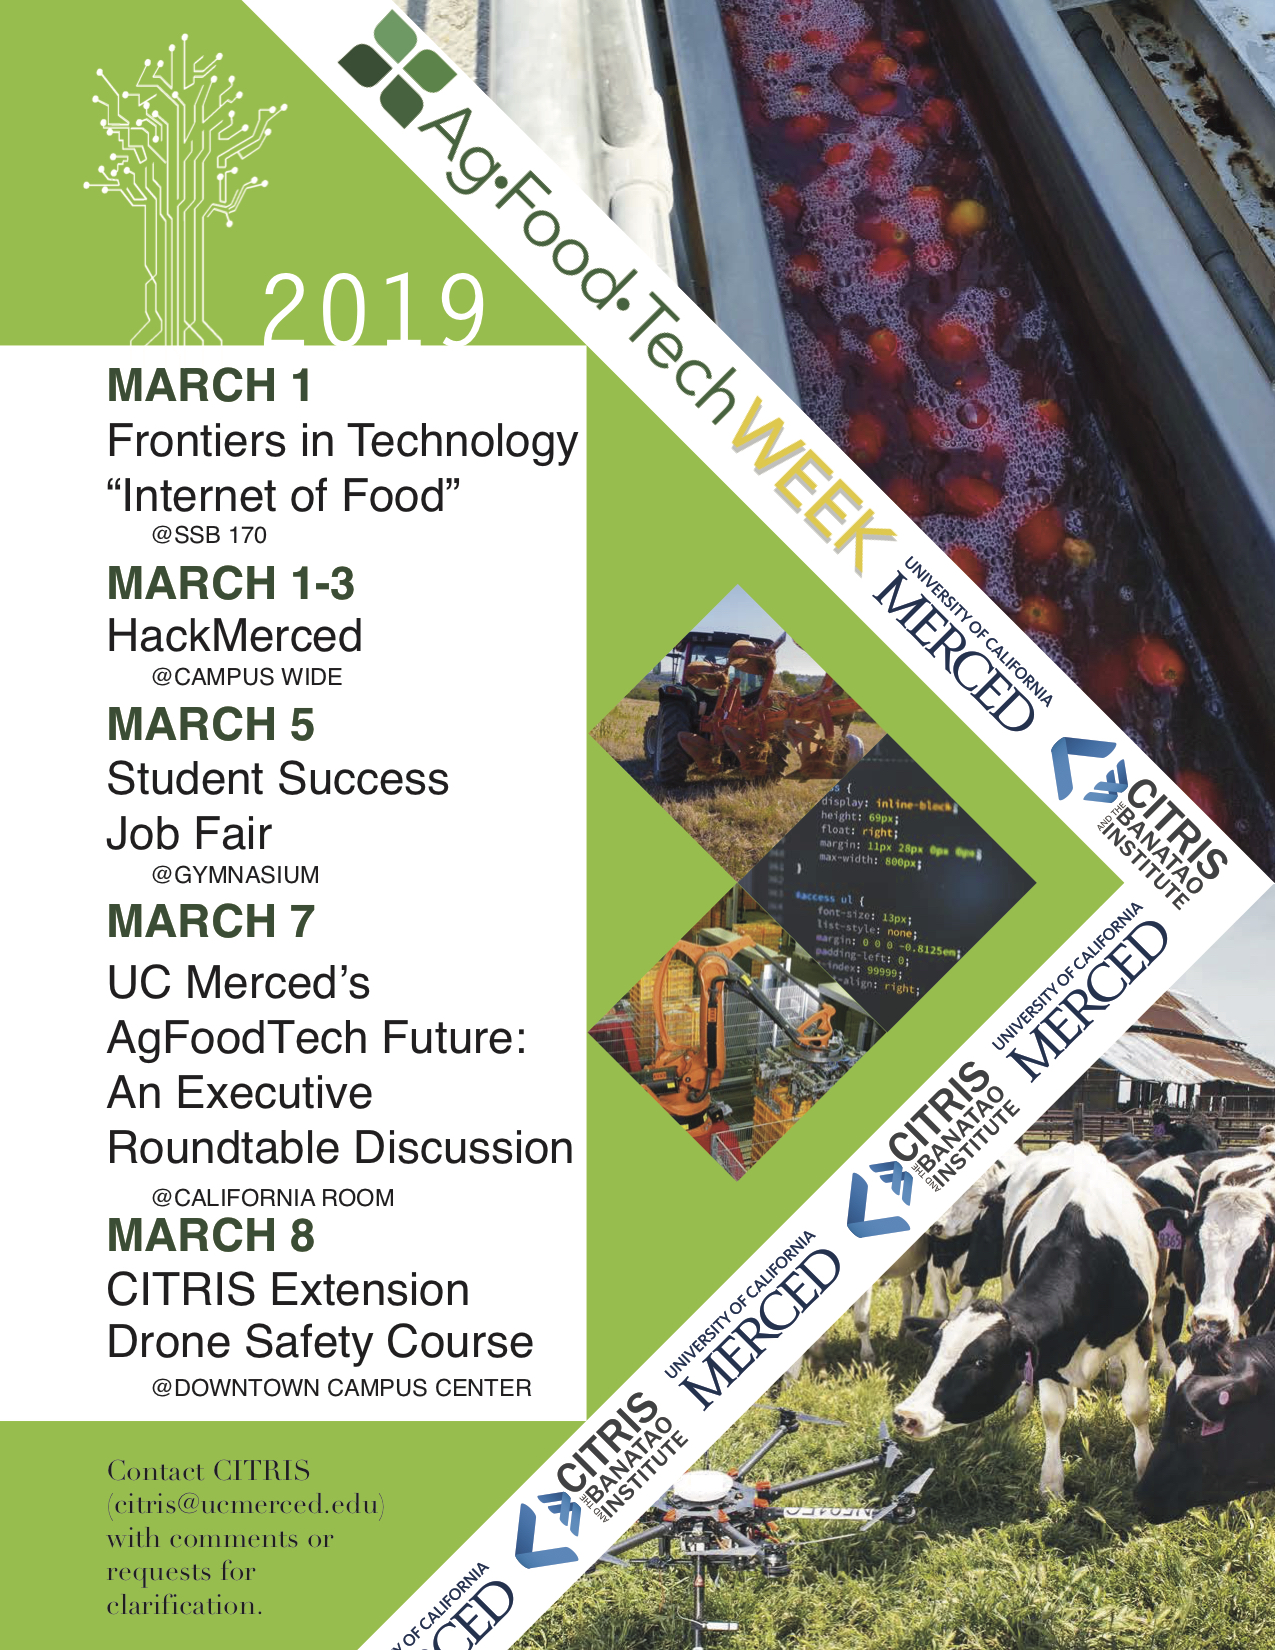 Ag•Food•Tech WEEK
2019
MARCH 1
Frontiers in Technology
“Internet of Food”
@SSB 170
MARCH 1-3
HackMerced
@CAMPUS WIDE
MARCH 5
Student Success
Job Fair
@GYMNASIUM
MARCH 7
UC Merced’s
AgFoodTech Future:
An Executive
Roundtable Discussion
@CALIFORNIA ROOM
MARCH 8
CITRIS Extension
Drone Safety Course
@DOWNTOWN CAMPUS CENTER
Contact CITRIS
(citris@ucmerced.edu)
with comments or
requests for
clarification.
UNIVERSITY OF CALIFORNIA
MERCED
CITRIS
AND THE
BANATAO
INSTITUTE
display: inline-block;
height: 69px;
float: right;
margin: 11px 28px 0px 0px;
max-width: 800px;
}
#access ul {
font-size: 13px;
list-style: none;
margin: 0 0 0 -0.8125em;
padding-left: 0;
-index: 99999;
-align: right;
UNIVERSITY OF CALIFORNIA
MERCED
CITRIS
AND THE
BANATAO
INSTITUTE
UNIVERSITY OF CALIFORNIA
MERCED
CITRIS
AND THE
BANATAO
INSTITUTE
OF CALIFORNIA
CED